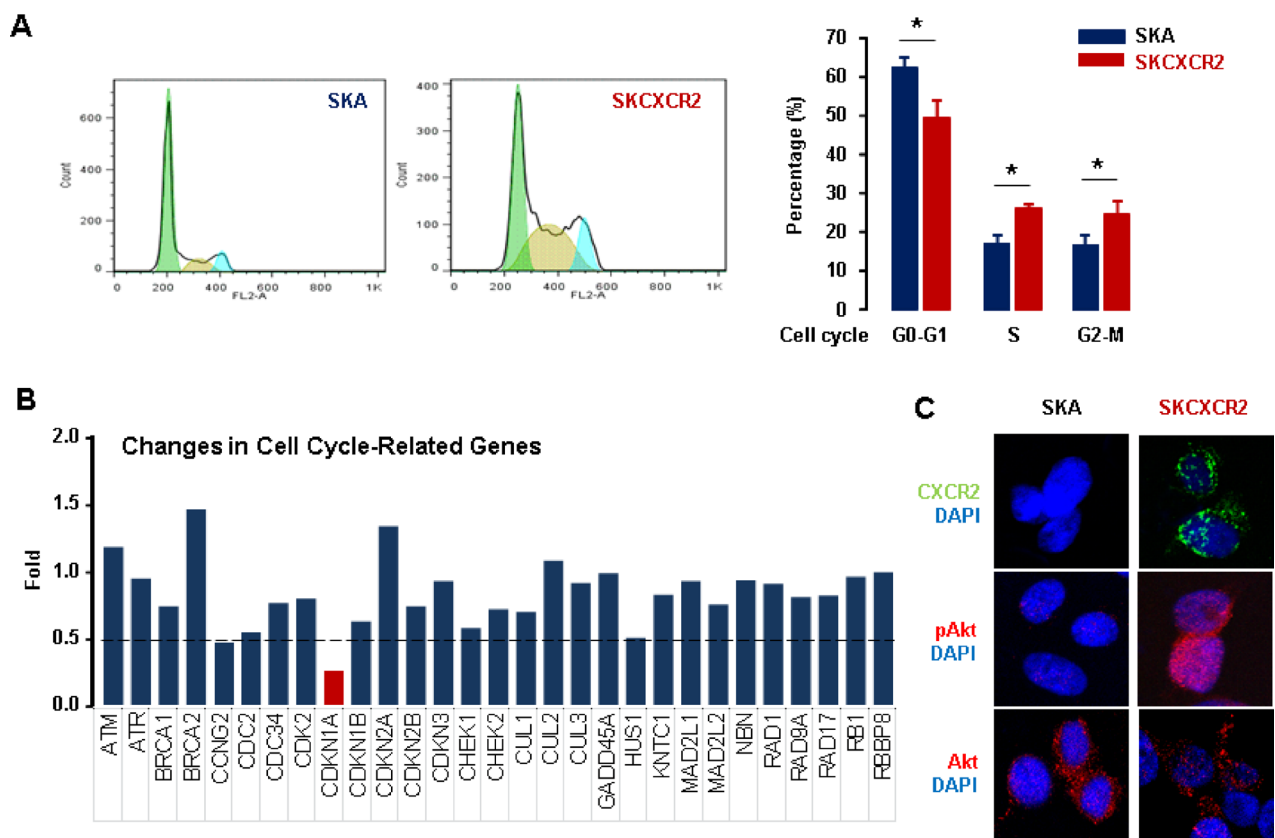 A
SKA
SKCXCR2
Count
600
400
200
0
0 200 400 600 800 1K
FL2-A
Count
400
300
200
100
0
0 200 400 600 800 1K
FL2-A
SKA
SKCXCR2
*
*
*
Percentage (%)
80
70
60
50
40
30
20
10
0
Cell cycle G0-G1 S G2-M
B
Changes in Cell Cycle-Related Genes
Fold
2.0
1.5
1.0
0.5
0.0
ATM
ATR
BRCA1
BRCA2
CCNG2
CDC2
CDC34
CDK2
CDKN1A
CDKN1B
CDKN2A
CDKN2B
CDKN3
CHEK1
CHEK2
CUL1
CUL2
CUL3
GADD45A
HUS1
KNTC1
MAD2L1
MAD2L2
NBN
RAD1
RAD9A
RAD17
RB1
RBBP8
C
SKA SKCXCR2
CXCR2
DAPI
pAkt
DAPI
Akt
DAPI